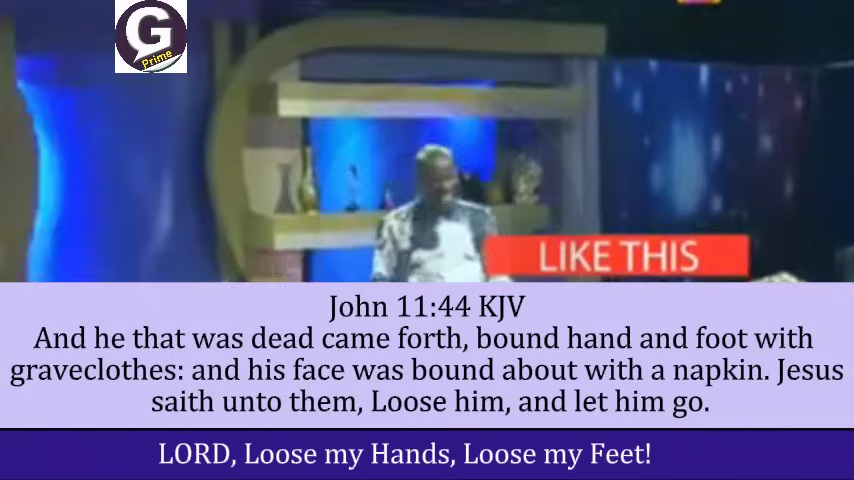 G
Prime
LIKE THIS
John 11:44 KJV
And he that was dead came forth, bound hand and foot with
graveclothes: and his face was bound about with a napkin. Jesus
saith unto them, Loose him, and let him go.
LORD, Loose my Hands, Loose my Feet!